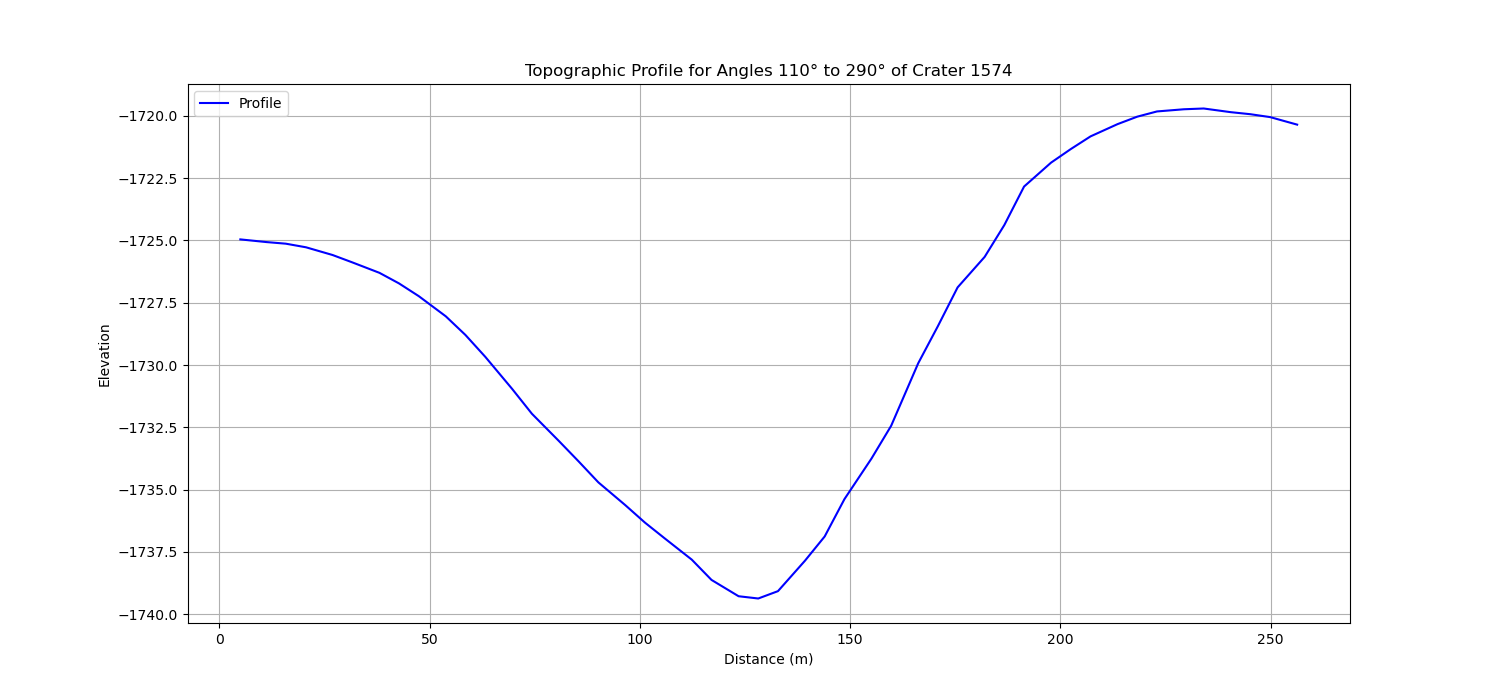 Topographic Profile for Angles 110° to 290° of Crater 1574
Profile
−1720.0
−1722.5
−1725.0
−1727.5
−1730.0
−1732.5
−1735.0
−1737.5
−1740.0
Elevation
0 50 100 150 200 250
Distance (m)